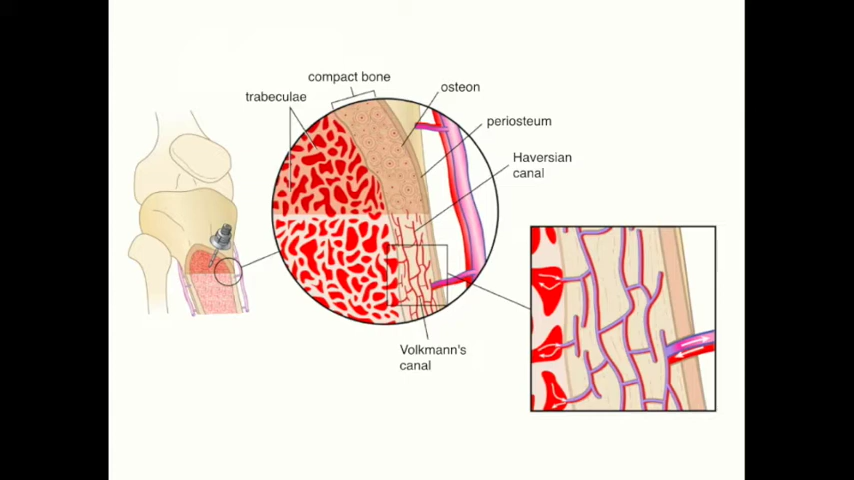 compact bone
trabeculae
osteon
periosteum
Haversian
canal
Volkmann's
canal